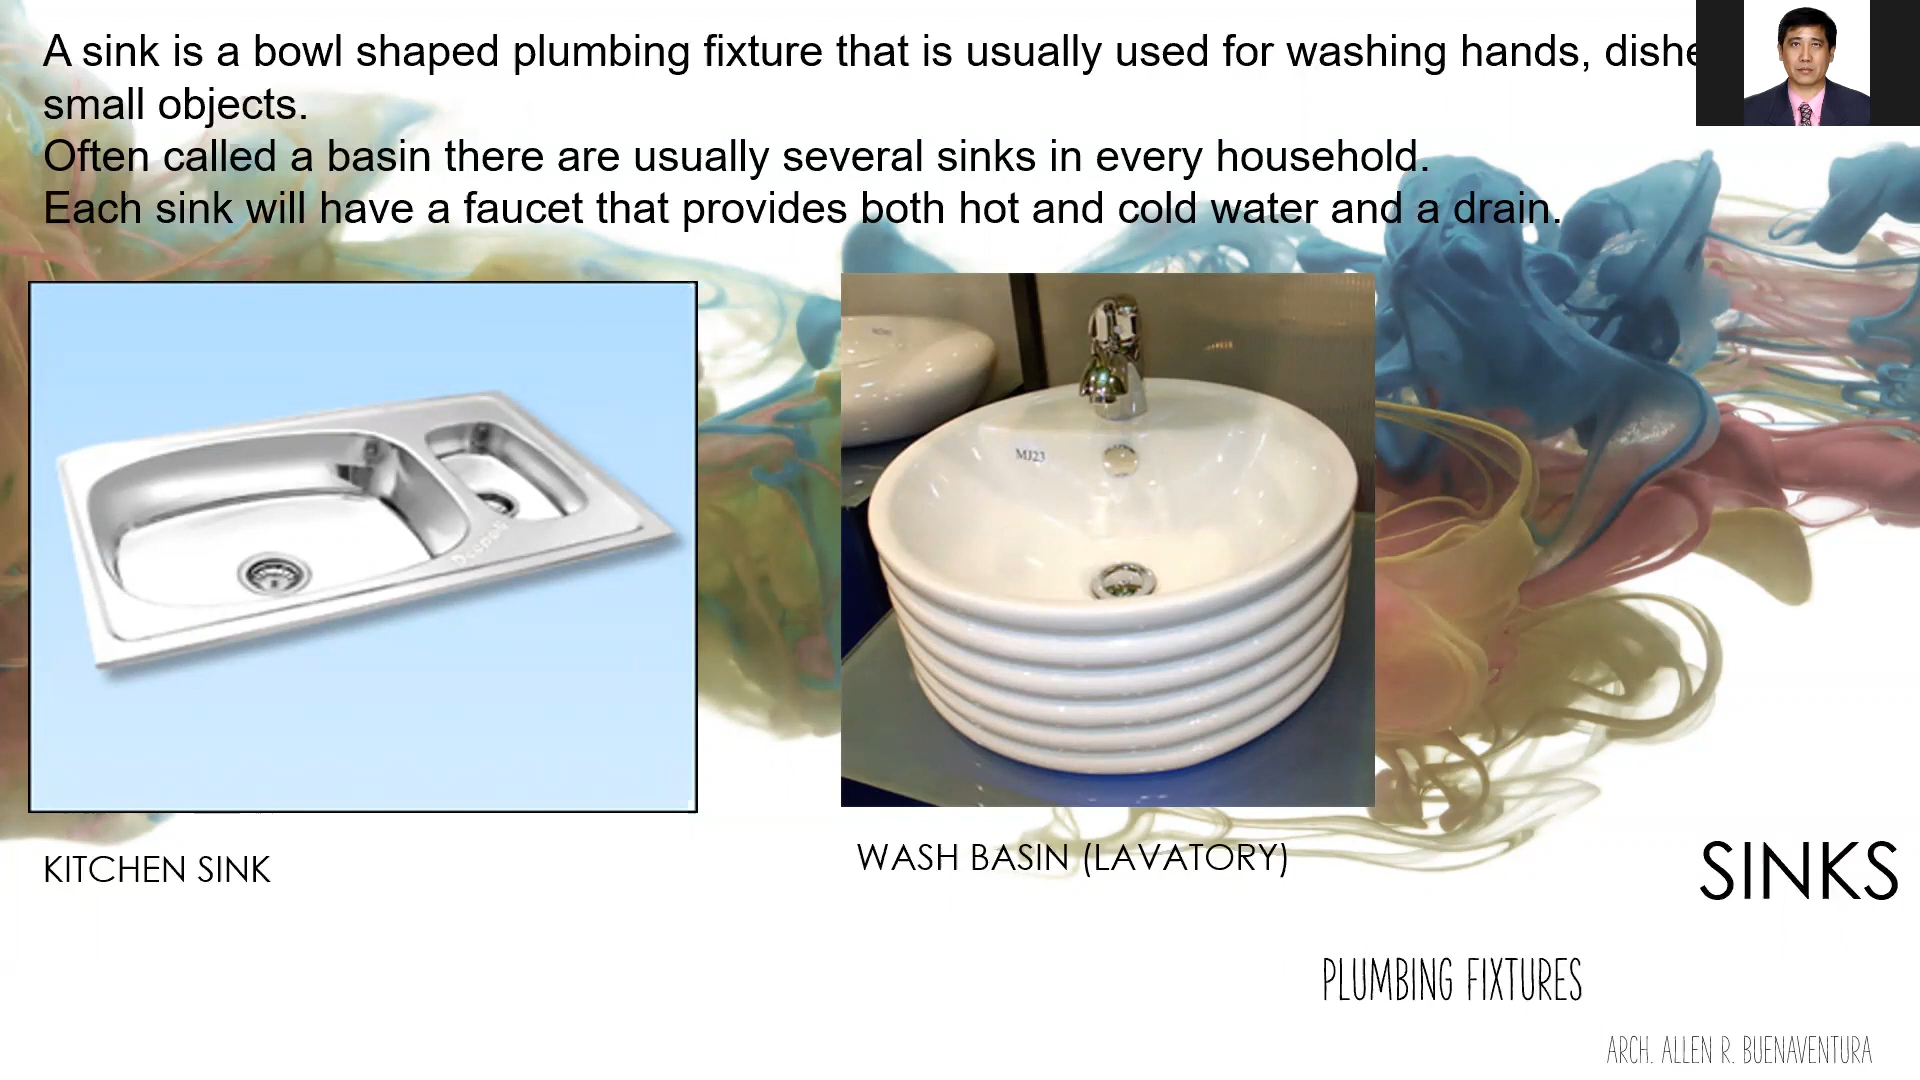 A sink is a bowl shaped plumbing fixture that is usually used for washing hands,
small objects.
Often called a basin there are usually several sinks in every household.
Each sink will have a faucet that provides both hot and cold water and a drain.
MJ23
KITCHEN SINK
WASH BASIN (LAVATORY)
SINKS
PLUMBING FIXTURES
ARCH. ALLEN R. BUENAVENTURA